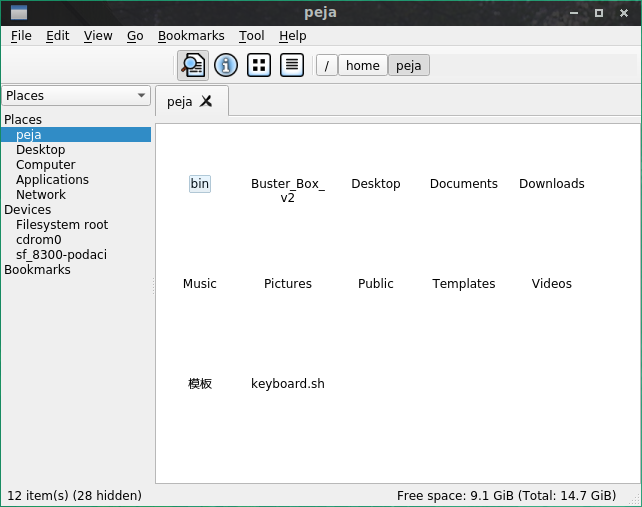 peja
File Edit View Go Bookmarks Tool Help
/ home peja
Places
peja
Places
peja
Desktop
Computer
Applications
Network
Devices
Filesystem root
cdrom0
sf_8300-podaci
Bookmarks
bin
Buster_Box_
v2
Desktop
Documents
Downloads
Music
Pictures
Public
Templates
Videos
模板
keyboard.sh
12 item(s) (28 hidden)
Free space: 9.1 GiB (Total: 14.7 GiB)